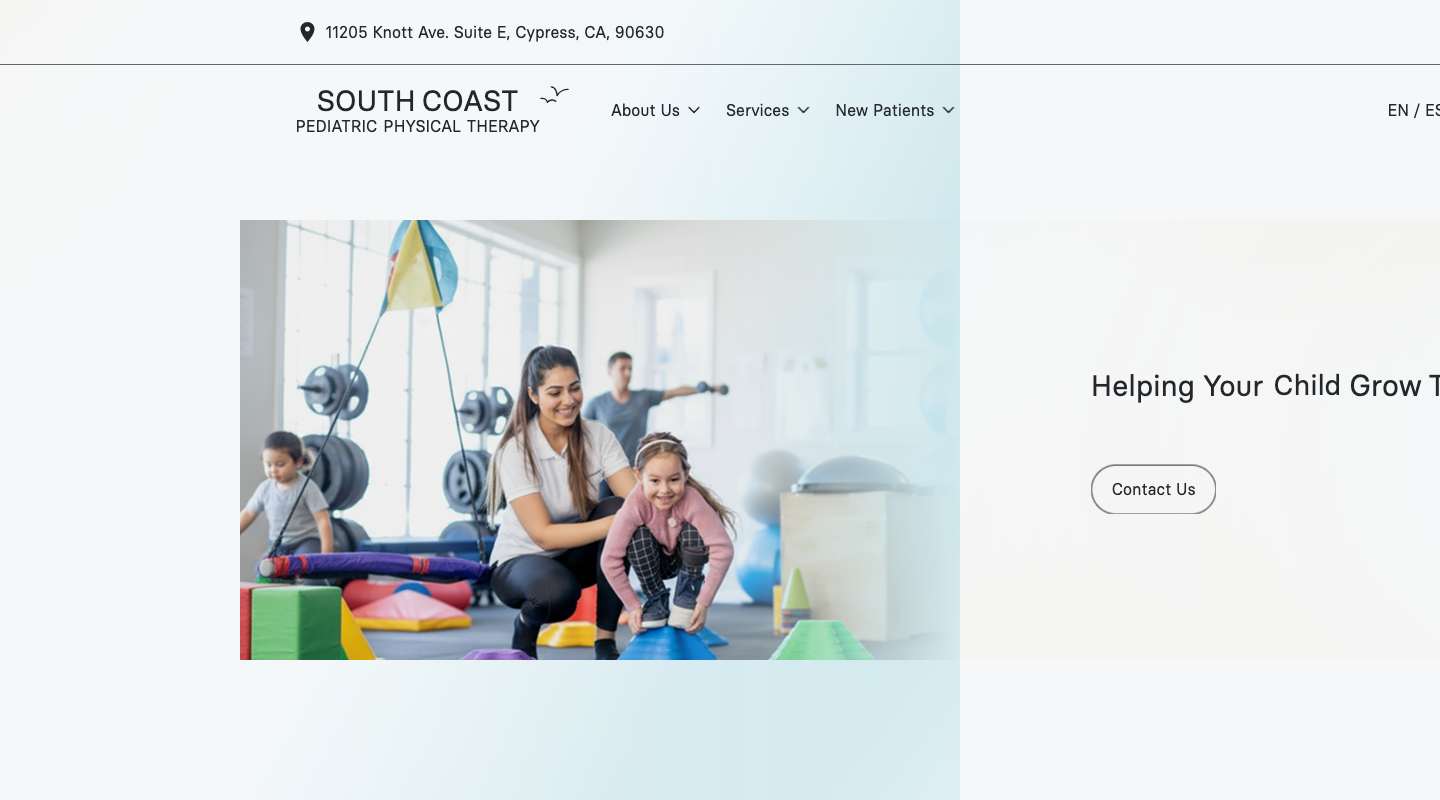 11205 Knott Ave. Suite E, Cypress, CA, 90630
SOUTH COAST
PEDIATRIC PHYSICAL THERAPY
About Us
Services
New Patients
EN / ES
Helping Your Child Grow
Contact Us